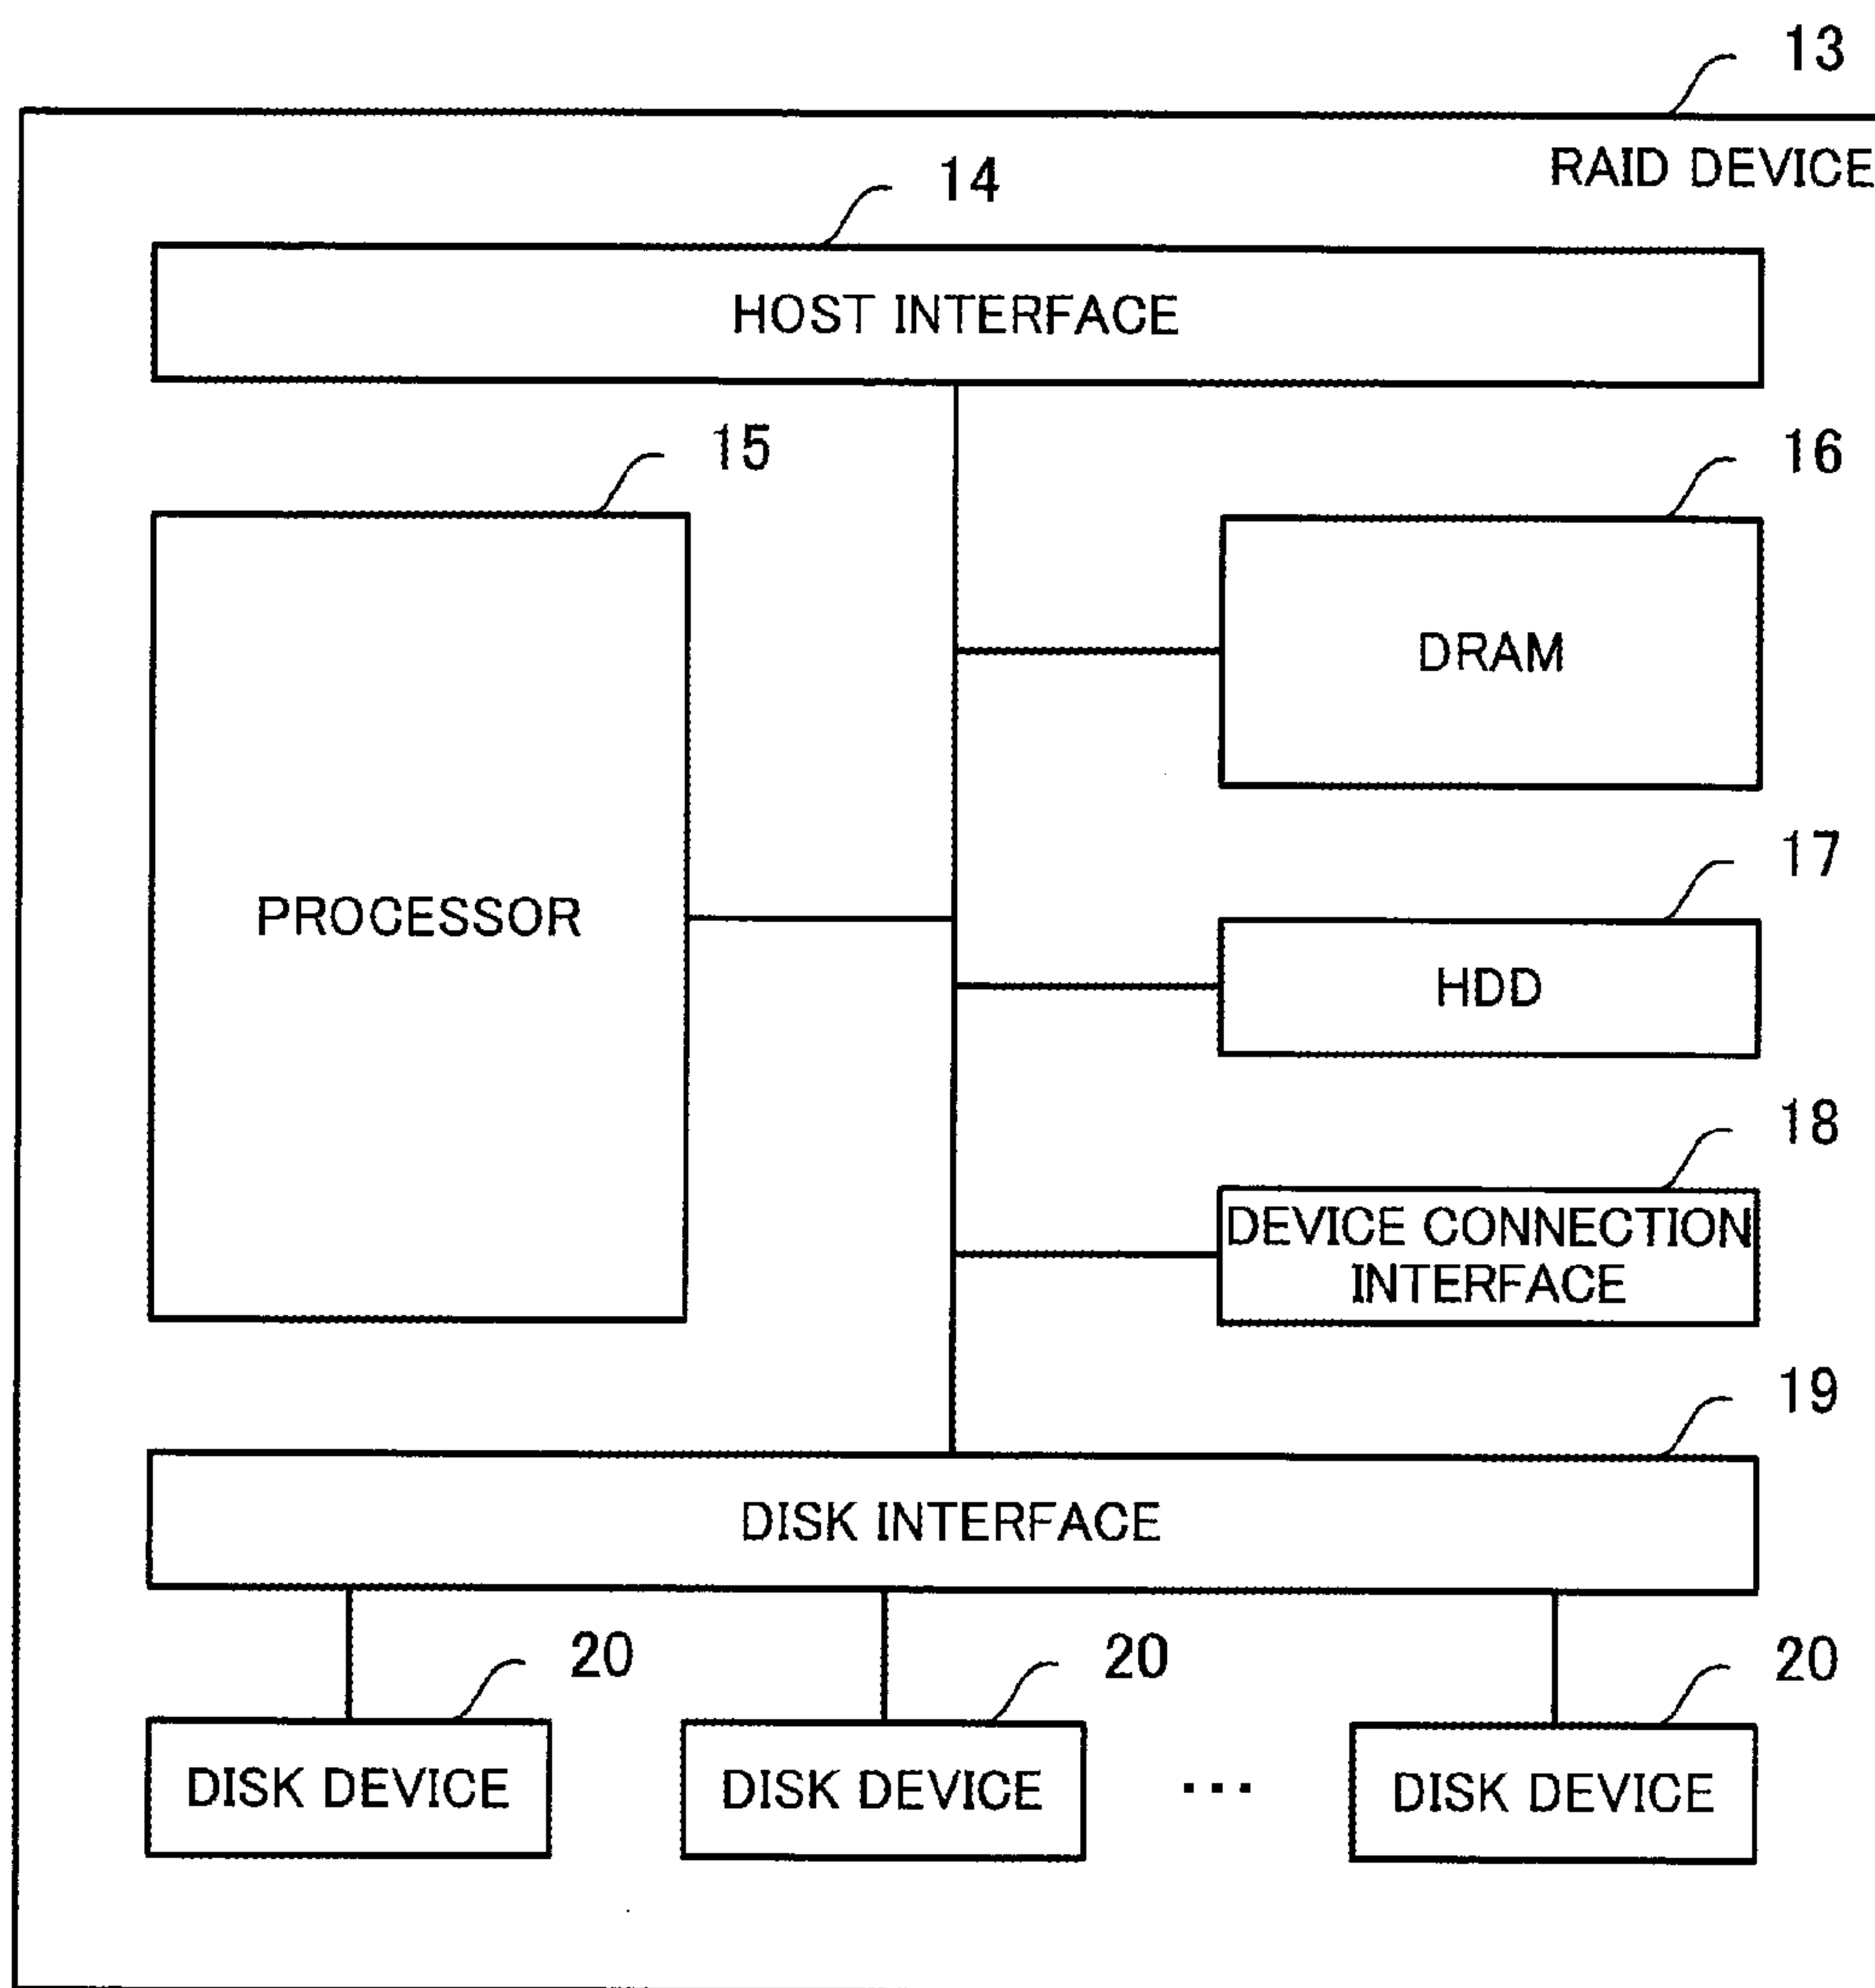 13
RAID DEVICE
14
HOST INTERFACE
15
16
PROCESSOR
DRAM
17
HDD
18
DEVICE CONNECTION
INTERFACE
19
DISK INTERFACE
20
20
20
DISK DEVICE
DISK DEVICE
...
DISK DEVICE